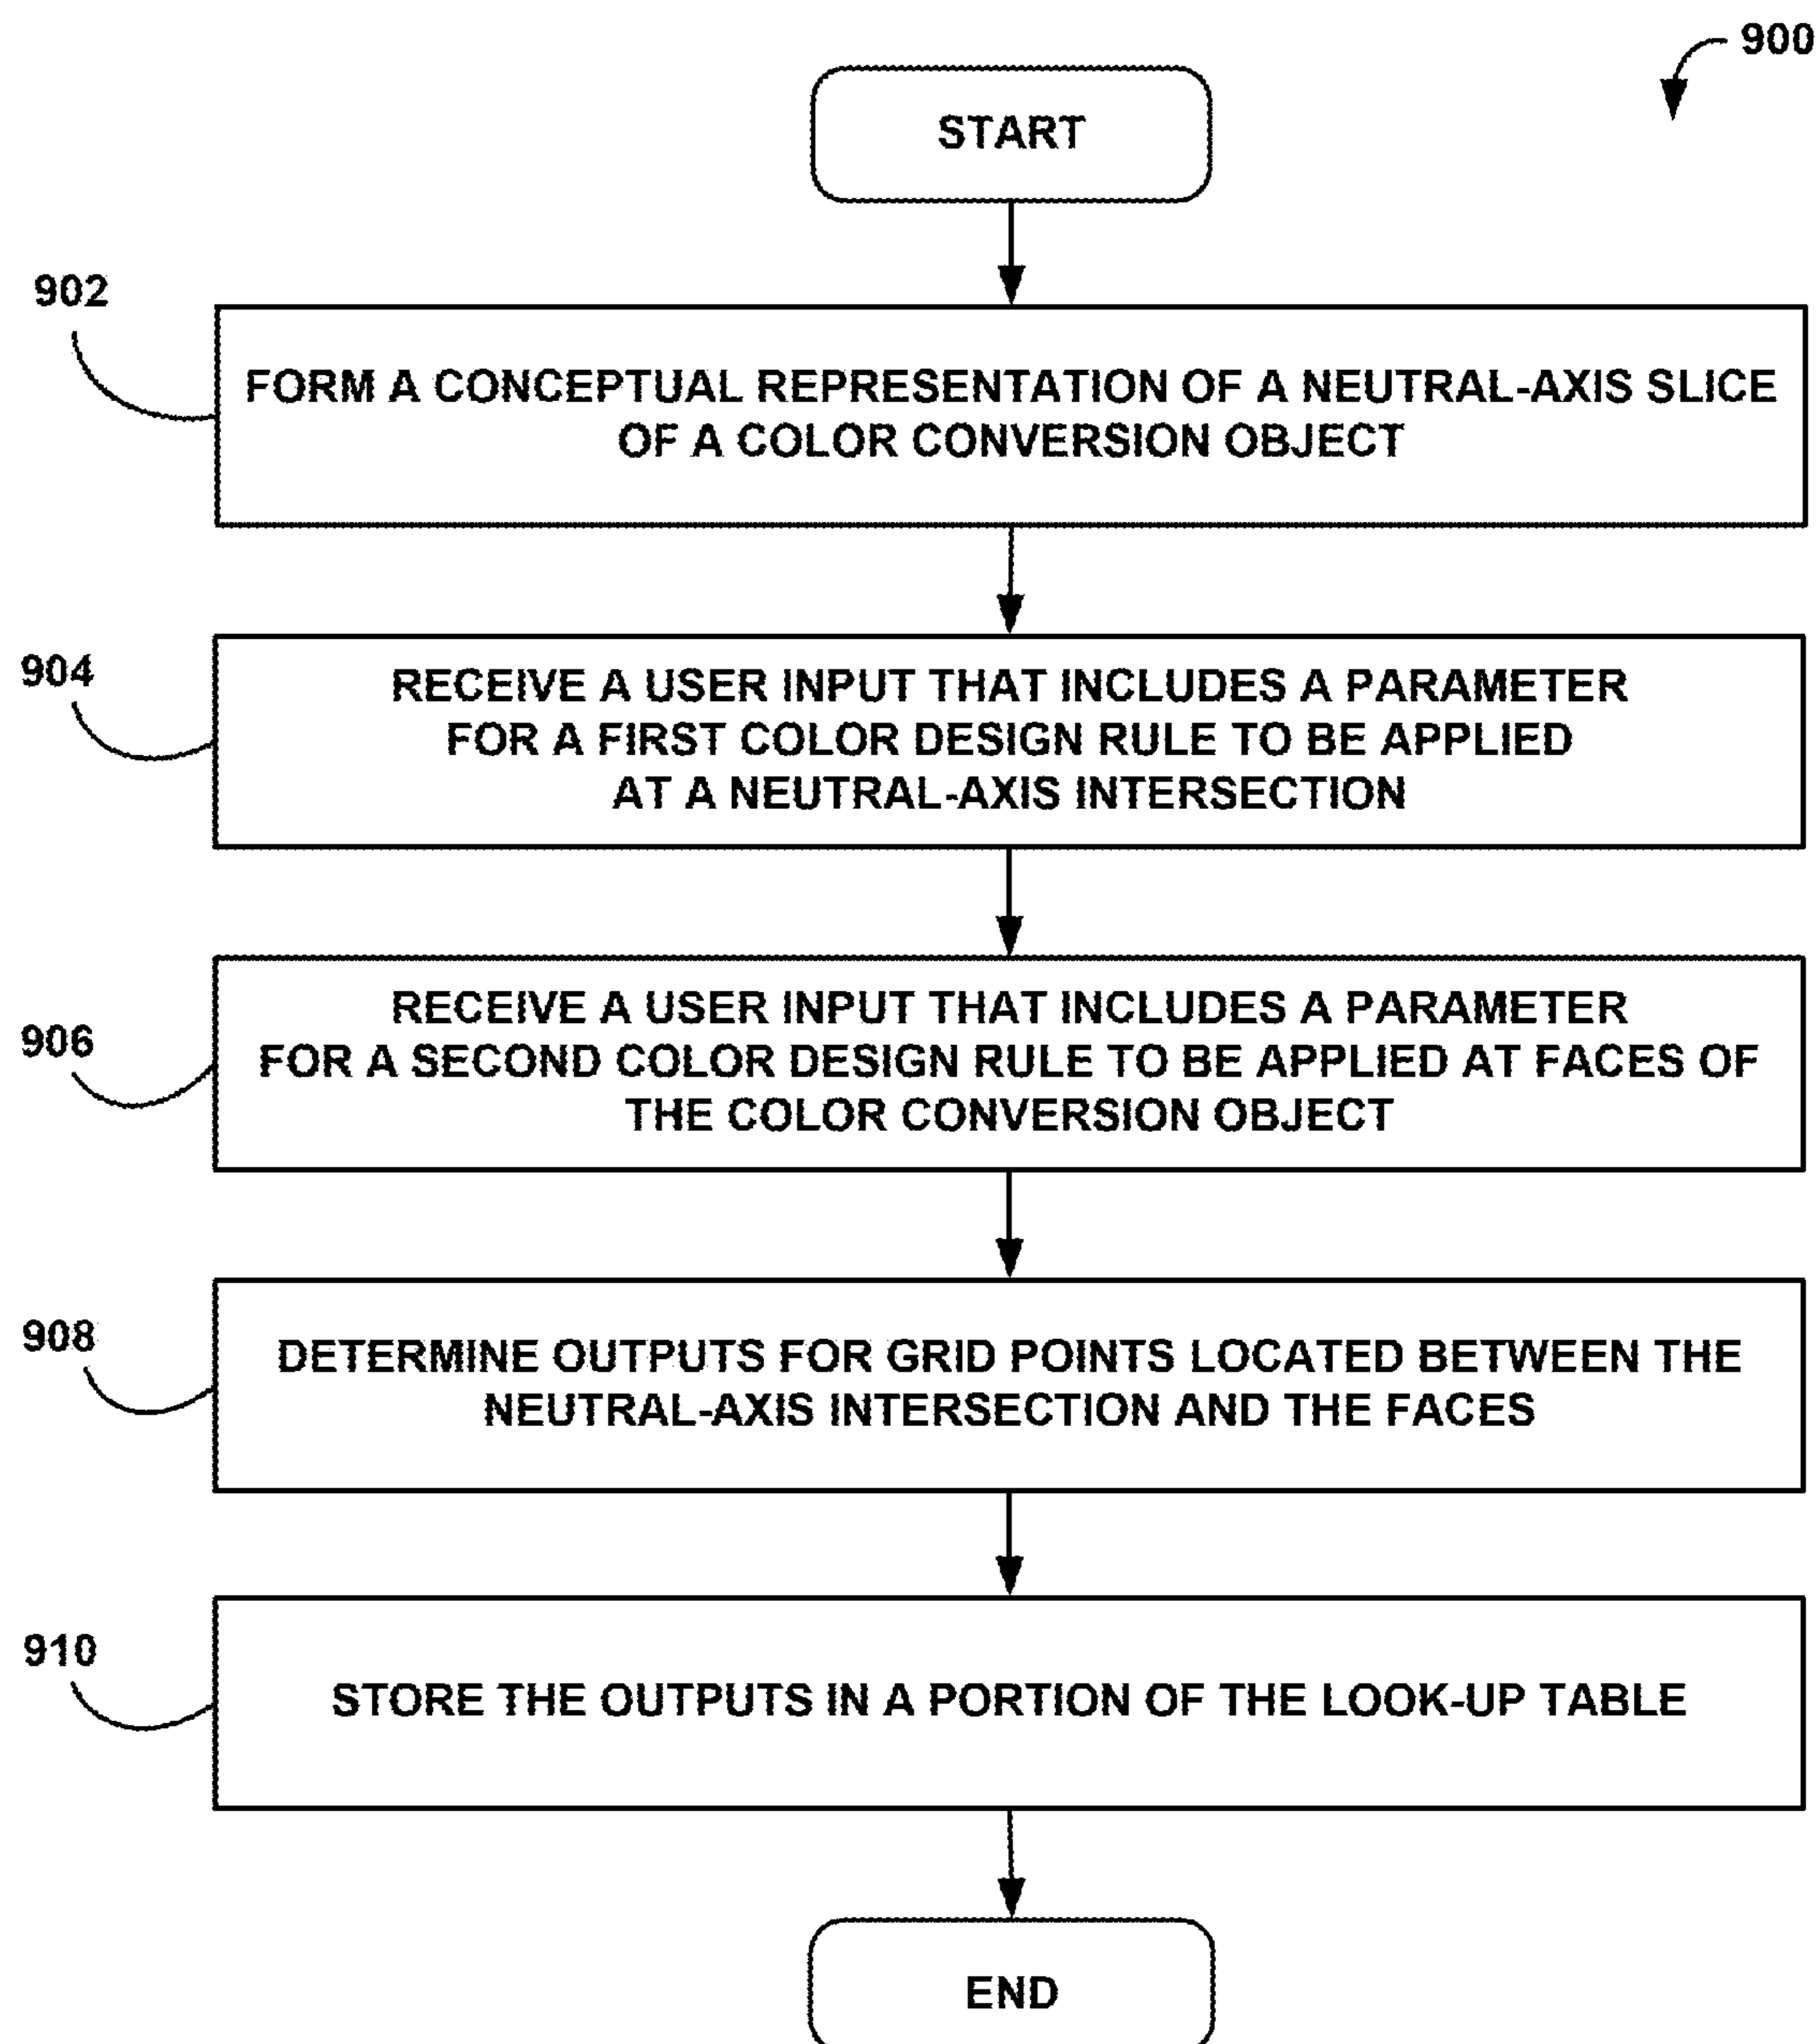 900
START
902
FORM A CONCEPTUAL REPRESENTATION OF A NEUTRAL-AXIS SLICE
OF A COLOR CONVERSION OBJECT
904
RECEIVE A USER INPUT THAT INCLUDES A PARAMETER
FOR A FIRST COLOR DESIGN RULE TO BE APPLIED
AT A NEUTRAL-AXIS INTERSECTION
906
RECEIVE A USER INPUT THAT INCLUDES A PARAMETER
FOR A SECOND COLOR DESIGN RULE TO BE APPLIED AT FACES OF
THE COLOR CONVERSION OBJECT
908
DETERMINE OUTPUTS FOR GRID POINTS LOCATED BETWEEN THE
NEUTRAL-AXIS INTERSECTION AND THE FACES
910
STORE THE OUTPUTS IN A PORTION OF THE LOOK-UP TABLE
END